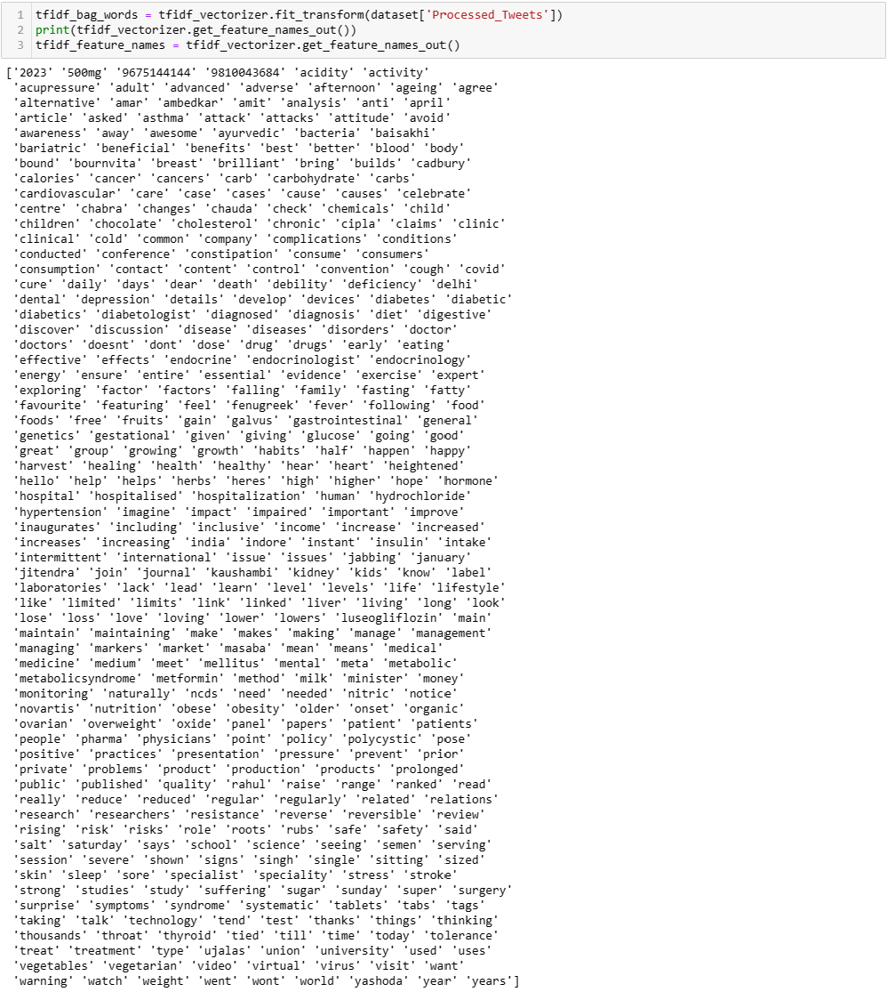 1 tfidf_bag_words = tfidf_vectorizer.fit_transform(dataset['Processed_Tweets'])
2 print(tfidf_vectorizer.get_feature_names_out())
3 tfidf_feature_names = tfidf_vectorizer.get_feature_names_out()
['2023' '500mg' '9675144144' '9810043684' 'acidity' 'activity'
'acupressure' 'adult' 'advanced' 'adverse' 'afternoon' 'ageing' 'agree'
'alternative' 'amar' 'ambedkar' 'amit' 'analysis' 'anti' 'april'
'article' 'asked' 'asthma' 'attack' 'attacks' 'attitude' 'avoid'
'awareness' 'away' 'awesome' 'ayurvedic' 'bacteria' 'baisakhi'
'bariatric' 'beneficial' 'benefits' 'best' 'better' 'blood' 'body'
'bound' 'bournvita' 'breast' 'brilliant' 'bring' 'builds' 'cadbury'
'calories' 'cancer' 'cancers' 'carb' 'carbohydrate' 'carbs'
'cardiovascular' 'care' 'case' 'cases' 'cause' 'causes' 'celebrate'
'centre' 'chabra' 'changes' 'chauda' 'check' 'chemicals' 'child'
'children' 'chocolate' 'cholesterol' 'chronic' 'cipla' 'claims' 'clinic'
'clinical' 'cold' 'common' 'company' 'complications' 'conditions'
'conducted' 'conference' 'constipation' 'consume' 'consumers'
'consumption' 'contact' 'content' 'control' 'convention' 'cough' 'covid'
'cure' 'daily' 'days' 'dear' 'death' 'debility' 'deficiency' 'delhi'
'dental' 'depression' 'details' 'develop' 'devices' 'diabetes' 'diabetic'
'diabetics' 'diabetologist' 'diagnosed' 'diagnosis' 'diet' 'digestive'
'discover' 'discussion' 'disease' 'diseases' 'disorders' 'doctor'
'doctors' 'doesnt' 'dont' 'dose' 'drug' 'drugs' 'early' 'eating'
'effective' 'effects' 'endocrine' 'endocrinologist' 'endocrinology'
'energy' 'ensure' 'entire' 'essential' 'evidence' 'exercise' 'expert'
'exploring' 'factor' 'factors' 'falling' 'family' 'fasting' 'fatty'
'favourite' 'featuring' 'feel' 'fenugreek' 'fever' 'following' 'food'
'foods' 'free' 'fruits' 'gain' 'galvus' 'gastrointestinal' 'general'
'genetics' 'gestational' 'given' 'giving' 'glucose' 'going' 'good'
'great' 'group' 'growing' 'growth' 'habits' 'half' 'happen' 'happy'
'harvest' 'healing' 'health' 'healthy' 'hear' 'heart' 'heightened'
'hello' 'help' 'helps' 'herbs' 'heres' 'high' 'higher' 'hope' 'hormone'
'hospital' 'hospitalised' 'hospitalization' 'human' 'hydrochloride'
'hypertension' 'imagine' 'impact' 'impaired' 'important' 'improve'
'inaugurates' 'including' 'inclusive' 'income' 'increase' 'increased'
'increases' 'increasing' 'india' 'indore' 'instant' 'insulin' 'intake'
'intermittent' 'international' 'issue' 'issues' 'jabbing' 'january'
'jitendra' 'join' 'journal' 'kaushambi' 'kidney' 'kids' 'know' 'label'
'laboratories' 'lack' 'lead' 'learn' 'level' 'levels' 'life' 'lifestyle'
'like' 'limited' 'limits' 'link' 'linked' 'liver' 'living' 'long' 'look'
'lose' 'loss' 'love' 'loving' 'lower' 'lowers' 'luseogliflozin' 'main'
'maintain' 'maintaining' 'make' 'makes' 'making' 'manage' 'management'
'managing' 'markers' 'market' 'masaba' 'mean' 'means' 'medical'
'medicine' 'medium' 'meet' 'mellitus' 'mental' 'meta' 'metabolic'
'metabolicsyndrome' 'metformin' 'method' 'milk' 'minister' 'money'
'monitoring' 'naturally' 'ncds' 'need' 'needed' 'nitric' 'notice'
'novartis' 'nutrition' 'obese' 'obesity' 'older' 'onset' 'organic'
'ovarian' 'overweight' 'oxide' 'panel' 'papers' 'patient' 'patients'
'people' 'pharma' 'physicians' 'point' 'policy' 'polycystic' 'pose'
'positive' 'practices' 'presentation' 'pressure' 'prevent' 'prior'
'private' 'problems' 'product' 'production' 'products' 'prolonged'
'public' 'published' 'quality' 'rahul' 'raise' 'range' 'ranked' 'read'
'really' 'reduce' 'reduced' 'regular' 'regularly' 'related' 'relations'
'research' 'researchers' 'resistance' 'reverse' 'reversible' 'review'
'rising' 'risk' 'risks' 'role' 'roots' 'rubs' 'safe' 'safety' 'said'
'salt' 'saturday' 'says' 'school' 'science' 'seeing' 'semen' 'serving'
'session' 'severe' 'shown' 'signs' 'singh' 'single' 'sitting' 'sized'
'skin' 'sleep' 'sore' 'specialist' 'speciality' 'stress' 'stroke'
'strong' 'studies' 'study' 'suffering' 'sugar' 'sunday' 'super' 'surgery'
'surprise' 'symptoms' 'syndrome' 'systematic' 'tablets' 'tabs' 'tags'
'taking' 'talk' 'technology' 'tend' 'test' 'thanks' 'things' 'thinking'
'thousands' 'throat' 'thyroid' 'tied' 'till' 'time' 'today' 'tolerance'
'treat' 'treatment' 'type' 'ujalas' 'union' 'university' 'used' 'uses'
'vegetables' 'vegetarian' 'video' 'virtual' 'virus' 'visit' 'want'
'warning' 'watch' 'weight' 'went' 'wont' 'world' 'yashoda' 'year' 'years']